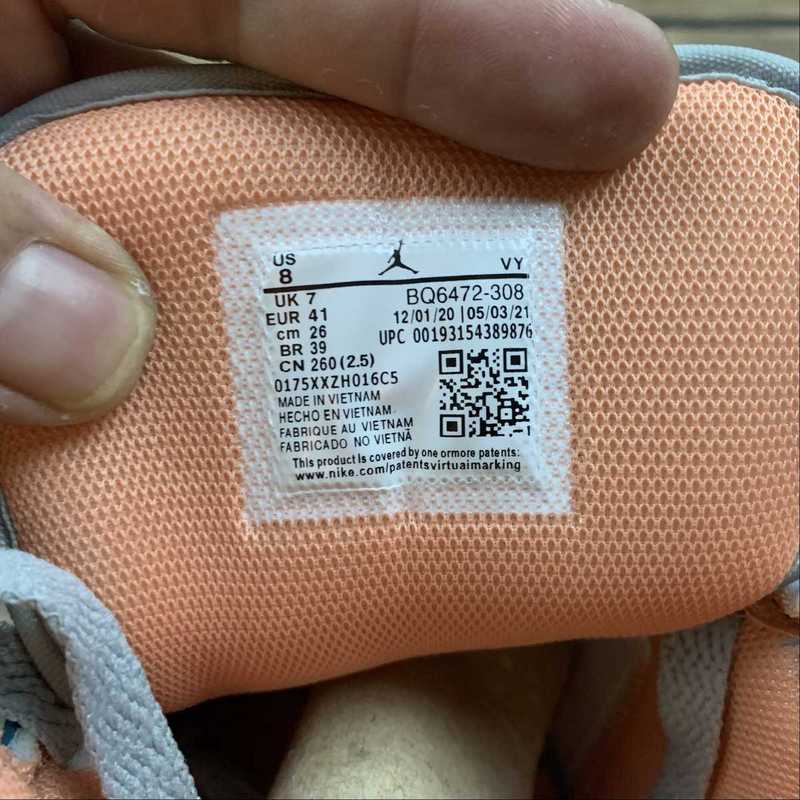 US
8
VY
UK 7
BQ6472-308
EUR 41
12/01/20 | 05/03/21
cm 26
UPC 00193154389876
BR 39
CN 260 (2.5)
0175XXZH016C5
MADE IN VIETNAM
HECHO EN VIETNAM
FABRIQUE AU VIETNAM
FABRICADO NO VIETNÃ
This product is covered by one ormore patents:
www.nike.com/patentsvirtuaimarking